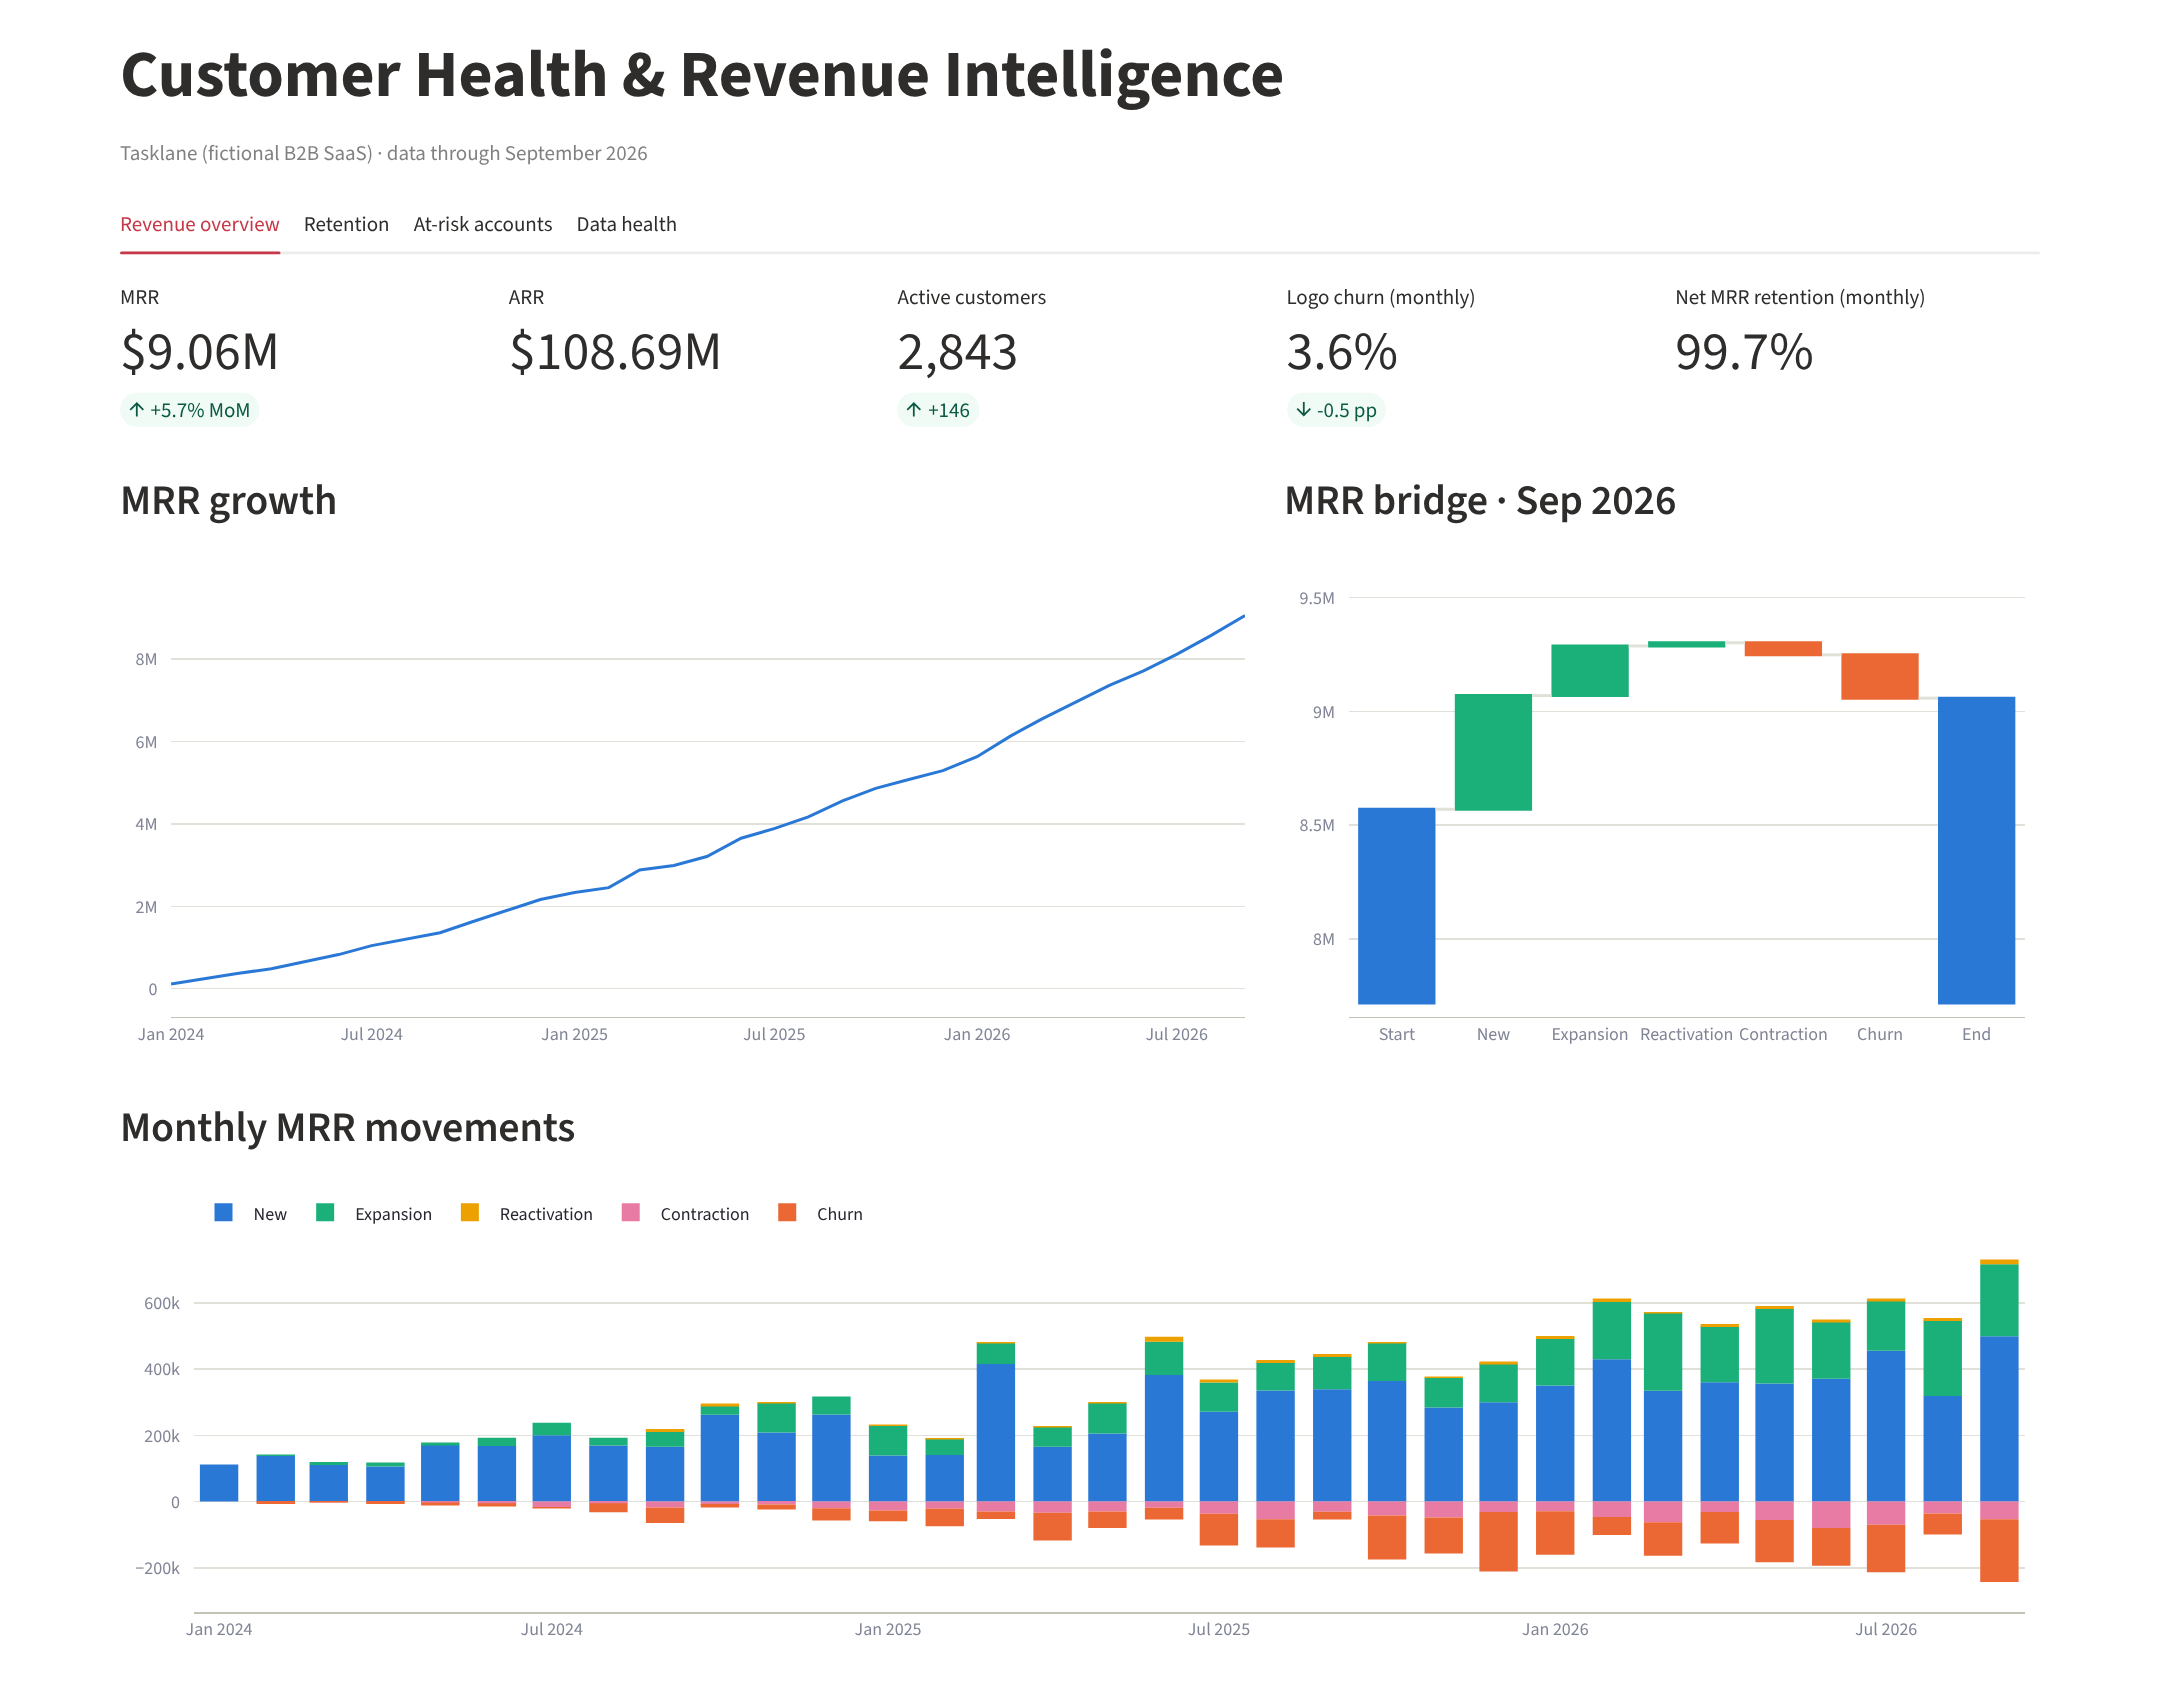 Customer Health & Revenue Intelligence
Tasklane (fictional B2B SaaS) · data through September 2026
Revenue overview Retention At-risk accounts Data health
MRR ARR Active customers Logo churn (monthly) Net MRR retention (monthly)
$9.06M $108.69M 2,843 3.6% 99.7%
↑ +5.7% MoM ↑ +146 ↓ -0.5 pp
MRR growth
8M
6M
4M
2M
0
Jan 2024 Jul 2024 Jan 2025 Jul 2025 Jan 2026 Jul 2026
MRR bridge · Sep 2026
9.5M
9M
8.5M
8M
Start New Expansion Reactivation Contraction Churn End
Monthly MRR movements
New Expansion Reactivation Contraction Churn
600k
400k
200k
0
−200k
Jan 2024 Jul 2024 Jan 2025 Jul 2025 Jan 2026 Jul 2026